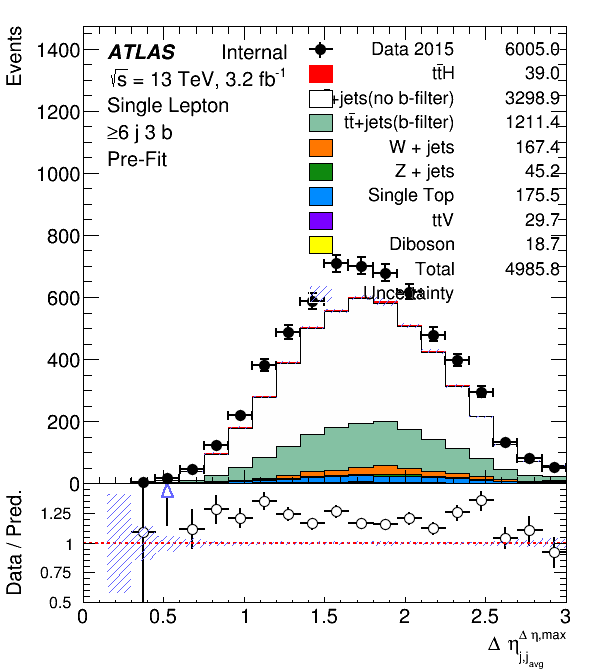 Events
1400
1200
1000
800
600
400
200
0
ATLAS Internal
√s = 13 TeV, 3.2 fb-1
Single Lepton
≥6 j 3 b
Pre-Fit
Data 2015 6005.0
tt̄H 39.0
+jets(no b-filter) 3298.9
tt̄+jets(b-filter) 1211.4
W + jets 167.4
Z + jets 45.2
Single Top 175.5
ttV 29.7
Diboson 18.7
Total 4985.8
Uncertainty
Data / Pred.
1.25
1
0.75
0.5
0 0.5 1 1.5 2 2.5 3
Δ η j,javg Δ η,max